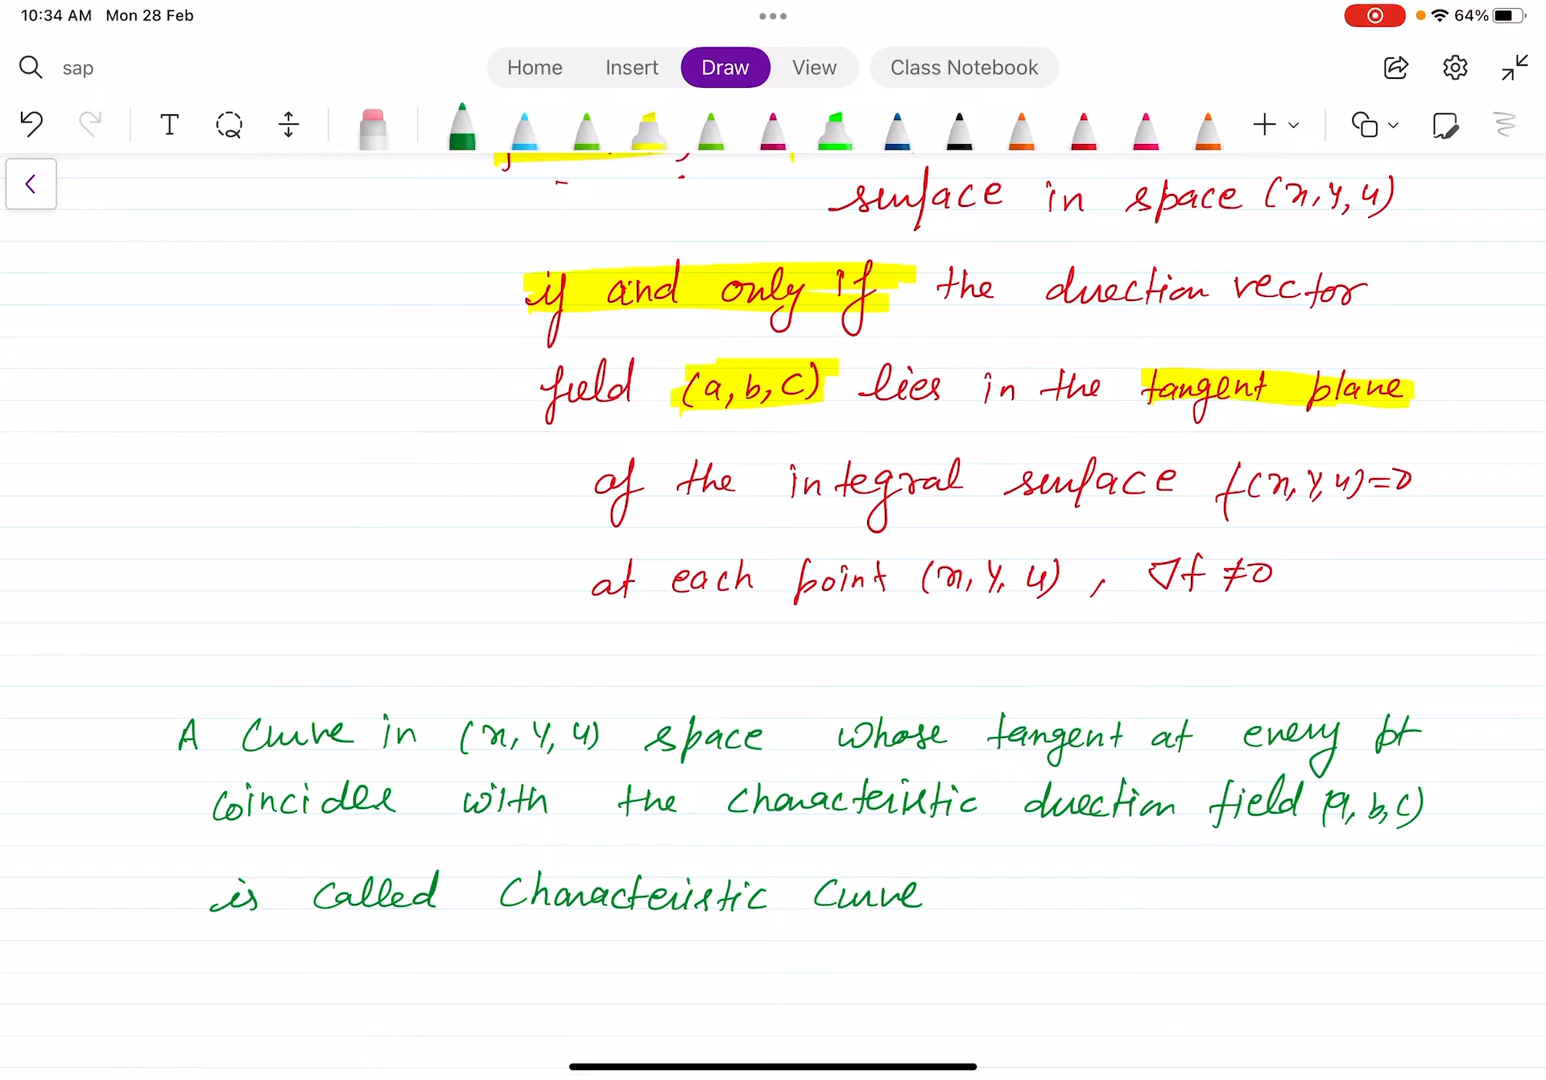 10:34 AM Mon 28 Feb
64%
sap
Home Insert Draw View Class Notebook
T
surface in space (x, y, u)
if and only if the direction vector
field (a, b, c) lies in the tangent plane
of the integral surface f(x, y, u)=0
at each point (x, y, u) , ∇f ≠0
A Curve in (x, y, u) space whose tangent at every pt
coincides with the characteristic direction field (a, b, c)
is called Characteristic Curve